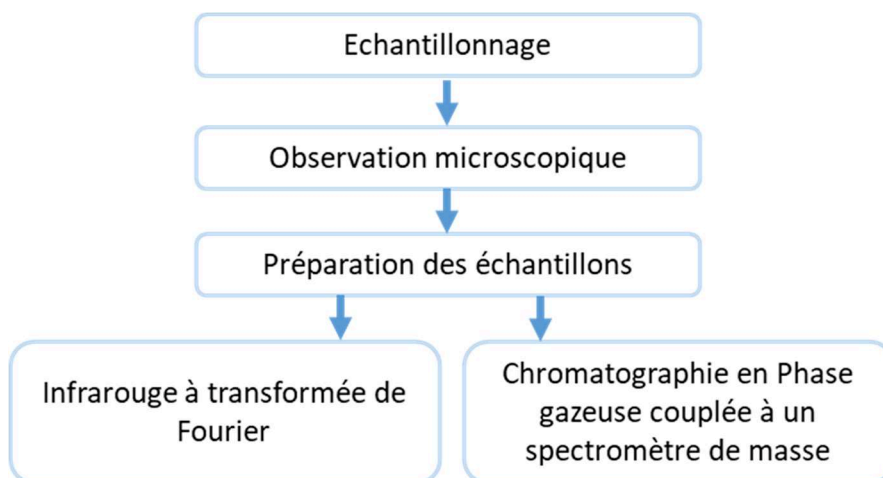 Echantillonnage
Observation microscopique
Préparation des échantillons
Infrarouge à transformée de
Fourier
Chromatographie en Phase
gazeuse couplée à un
spectromètre de masse